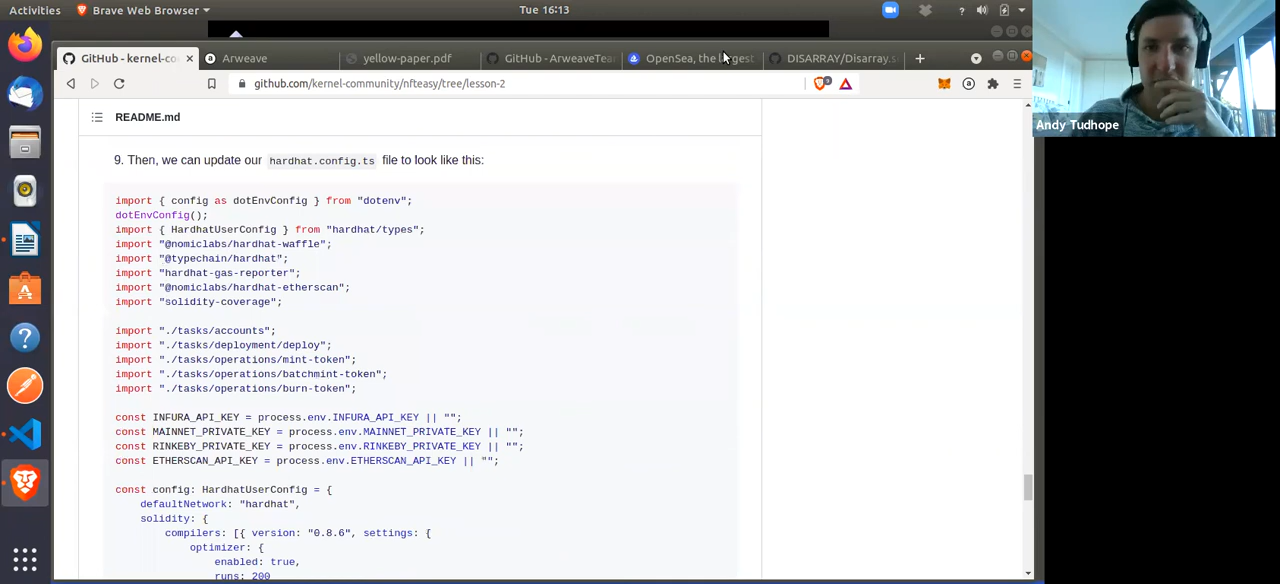 Activities
Brave Web Browser
Tue 16:13
?
GitHub - kernel-co
Arweave
yellow-paper.pdf
GitHub - ArweaveTea
OpenSea, the largest
DISARRAY/Disarray.s
github.com/kernel-community/nfteasy/tree/lesson-2
9
Andy Tudhope
README.md
9. Then, we can update our hardhat.config.ts file to look like this:
import { config as dotEnvConfig } from "dotenv";
dotEnvConfig();
import { HardhatUserConfig } from "hardhat/types";
import "@nomiclabs/hardhat-waffle";
import "@typechain/hardhat";
import "hardhat-gas-reporter";
import "@nomiclabs/hardhat-etherscan";
import "solidity-coverage";
import "./tasks/accounts";
import "./tasks/deployment/deploy";
import "./tasks/operations/mint-token";
import "./tasks/operations/batchmint-token";
import "./tasks/operations/burn-token";
const INFURA_API_KEY = process.env.INFURA_API_KEY || "";
const MAINNET_PRIVATE_KEY = process.env.MAINNET_PRIVATE_KEY || "";
const RINKEBY_PRIVATE_KEY = process.env.RINKEBY_PRIVATE_KEY || "";
const ETHERSCAN_API_KEY = process.env.ETHERSCAN_API_KEY || "";
const config: HardhatUserConfig = {
defaultNetwork: "hardhat",
solidity: {
compilers: [{ version: "0.8.6", settings: {
optimizer: {
enabled: true,
runs: 200